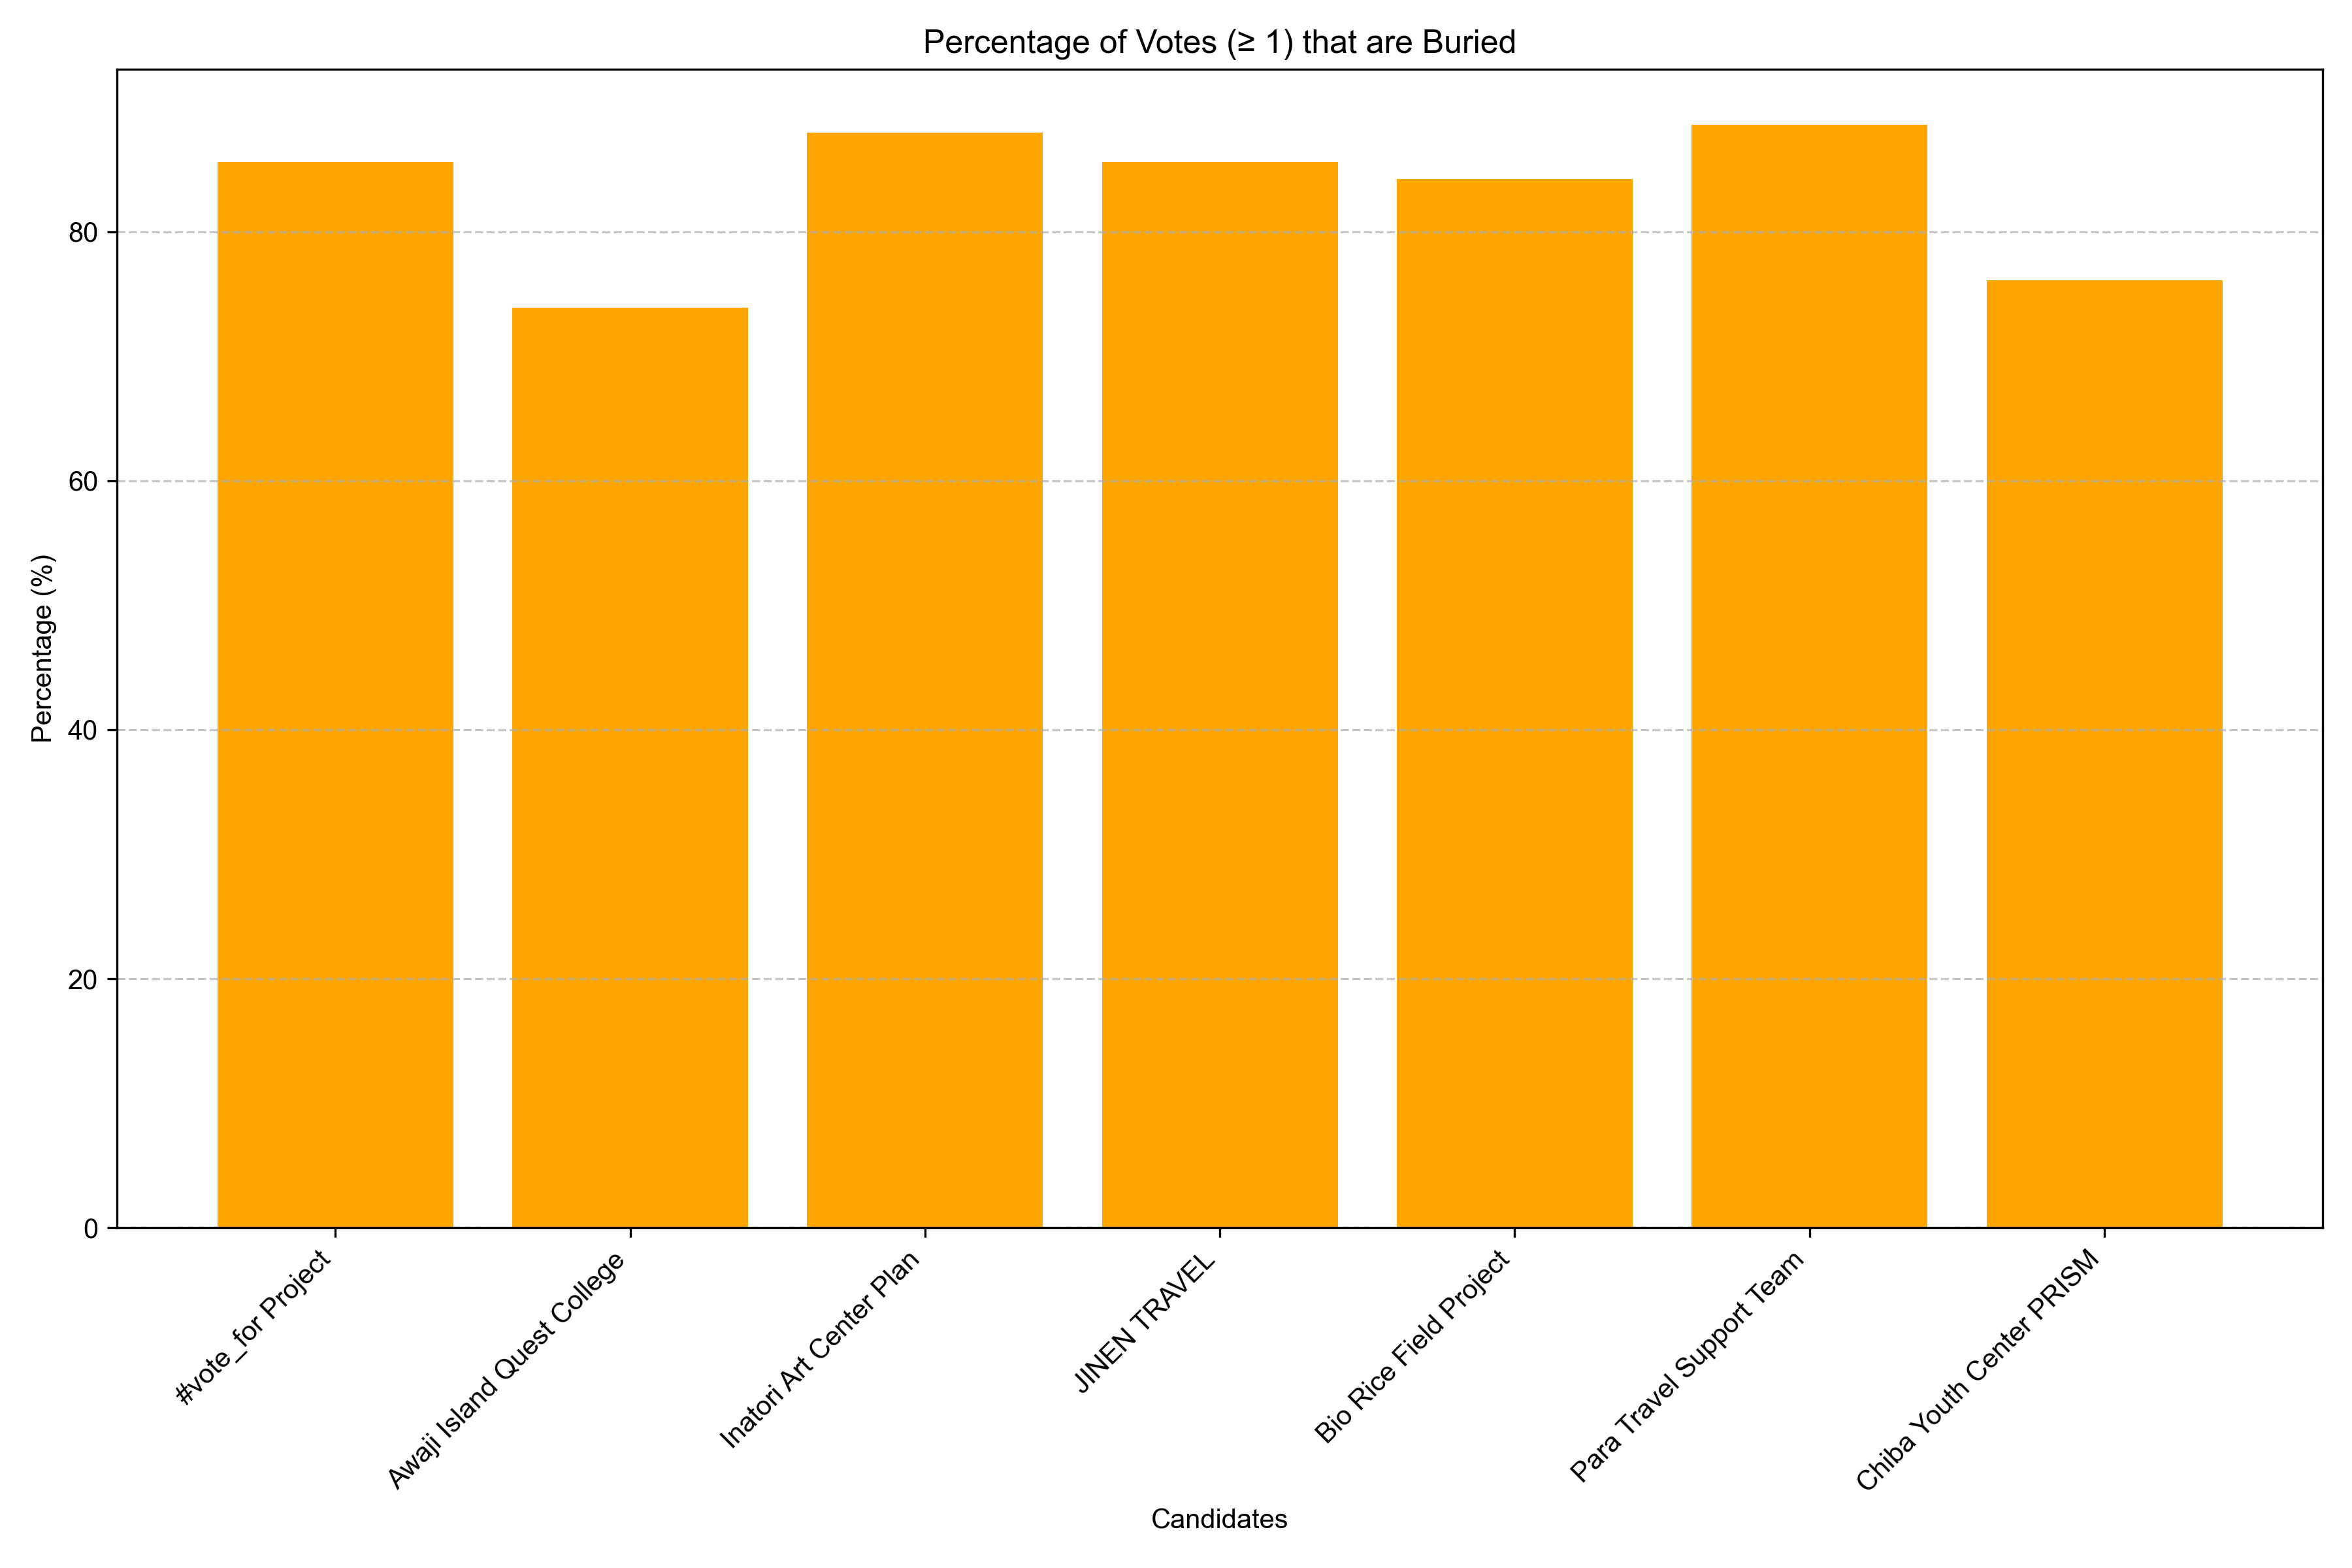 Percentage of Votes (≥ 1) that are Buried
Percentage (%)
80
60
40
20
0
#vote_for Project
Awaji Island Quest College
Inatori Art Center Plan
JINEN TRAVEL
Bio Rice Field Project
Para Travel Support Team
Chiba Youth Center PRISM
Candidates